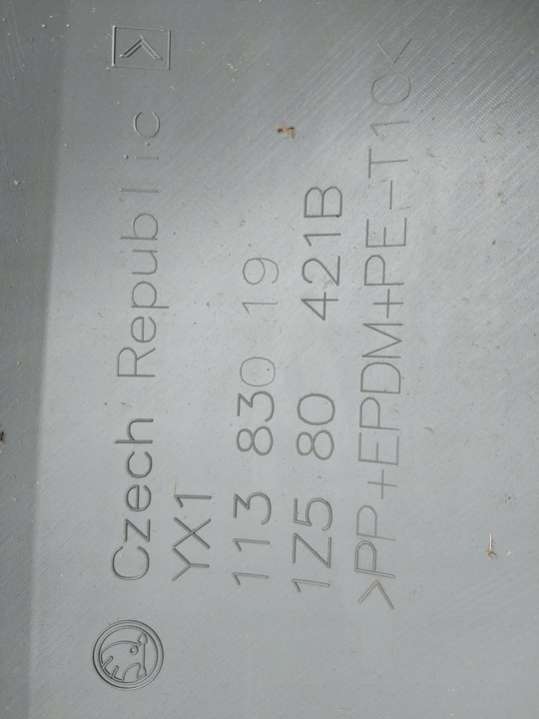 Czech Republic
YX1
113 830 19
1Z5 80 421B
>PP+EPDM+PE-T10<